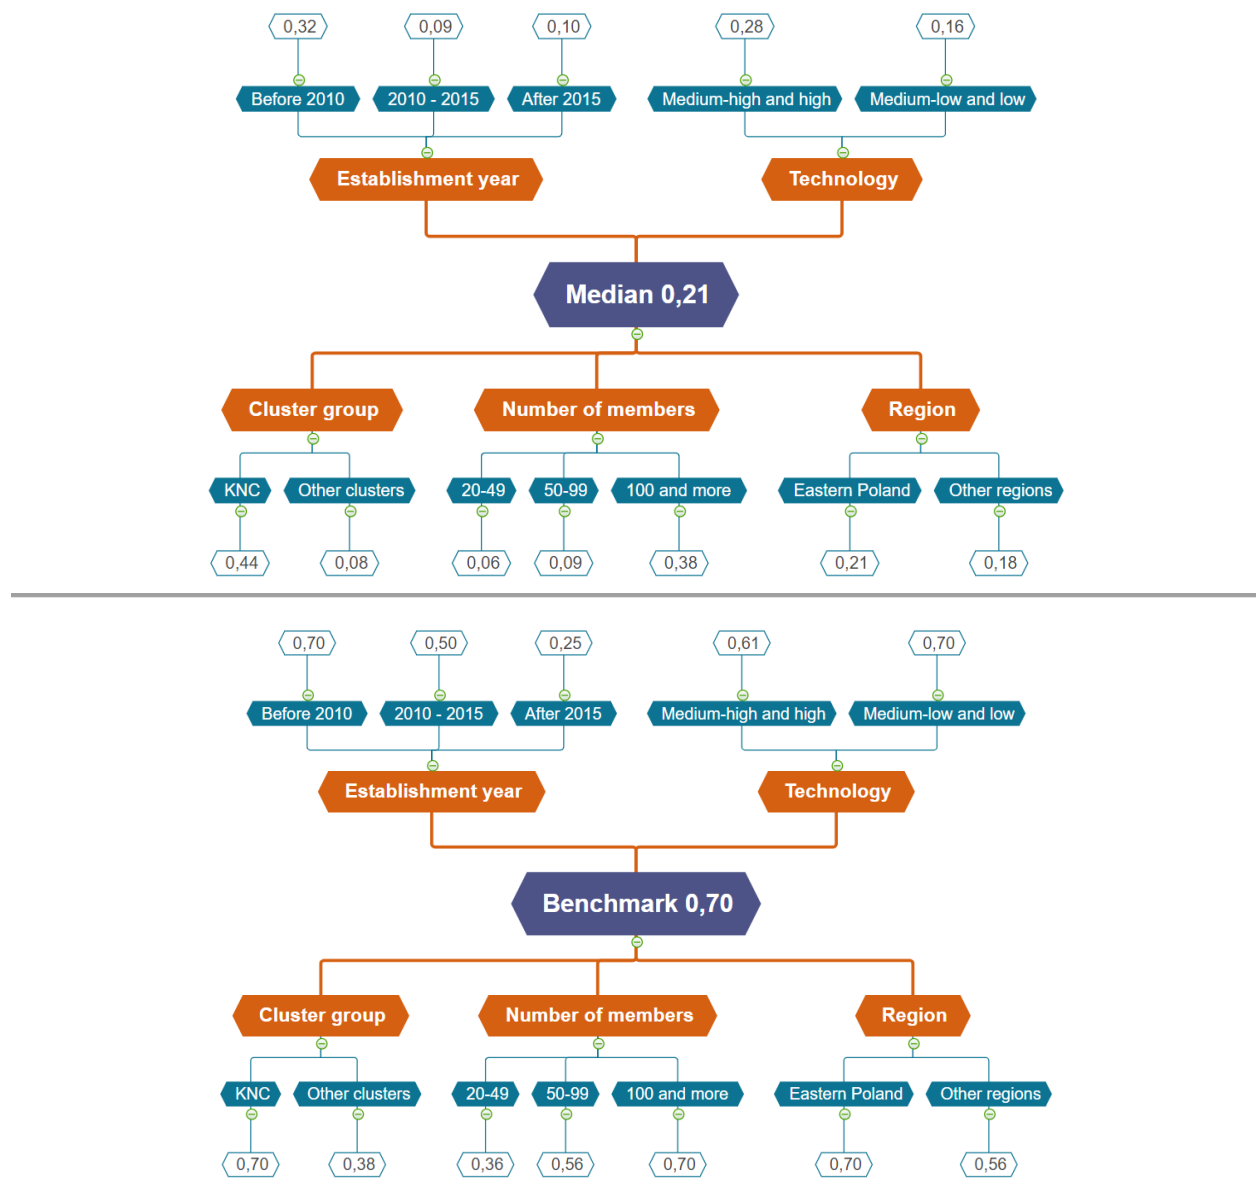 0,32 0,09 0,10 0,28 0,16
Before 2010 2010 - 2015 After 2015 Medium-high and high Medium-low and low
Establishment year Technology
Median 0,21
Cluster group Number of members Region
KNC Other clusters 20-49 50-99 100 and more Eastern Poland Other regions
0,44 0,08 0,06 0,09 0,38 0,21 0,18
0,70 0,50 0,25 0,61 0,70
Before 2010 2010 - 2015 After 2015 Medium-high and high Medium-low and low
Establishment year Technology
Benchmark 0,70
Cluster group Number of members Region
KNC Other clusters 20-49 50-99 100 and more Eastern Poland Other regions
0,70 0,38 0,36 0,56 0,70 0,70 0,56